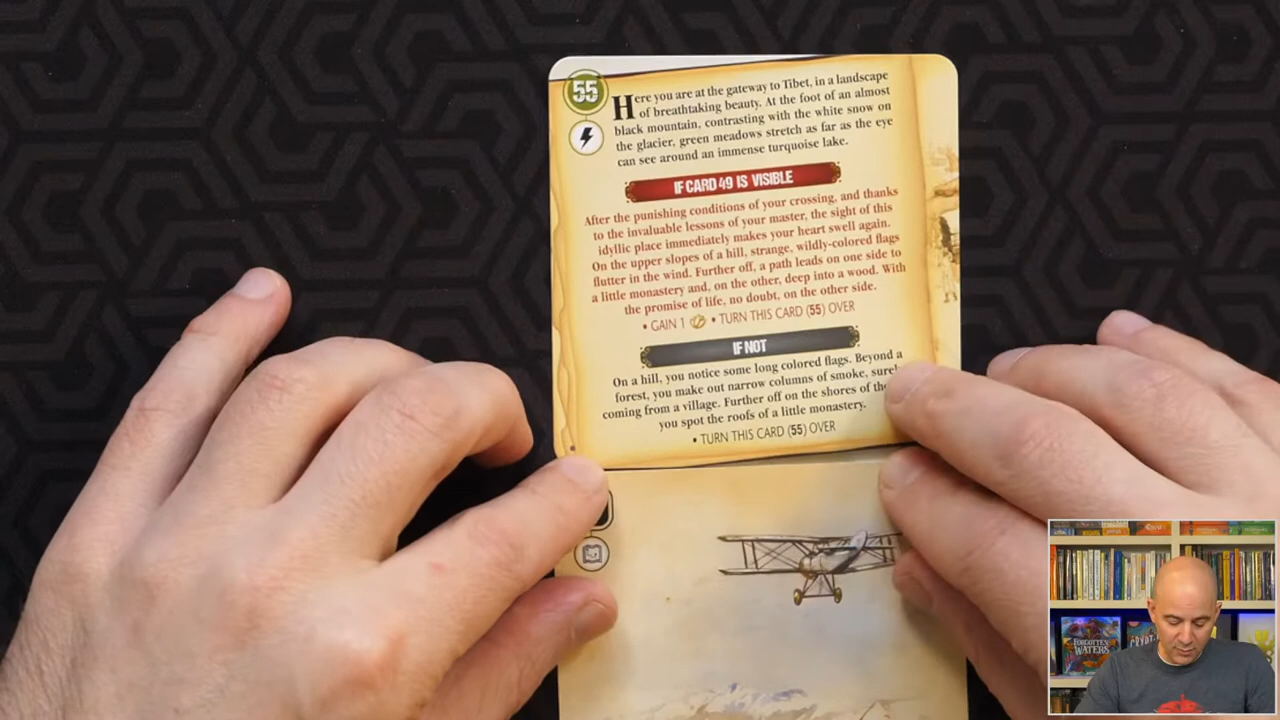 55
Here you are at the gateway to Tibet, in a landscape
of breathtaking beauty. At the foot of an almost
black mountain, contrasting with the white snow on
the glacier, green meadows stretch as far as the eye
can see around an immense turquoise lake.
IF CARD 49 IS VISIBLE
After the punishing conditions of your crossing, and thanks
to the invaluable lessons of your master, the sight of this
idyllic place immediately makes your heart swell again.
On the upper slopes of a hill, strange, wildly-colored flags
flutter in the wind. Further off, a path leads on one side to
a little monastery and, on the other, deep into a wood. With
the promise of life, no doubt, on the other side.
• GAIN 1 • TURN THIS CARD (55) OVER
IF NOT
On a hill, you notice some long colored flags. Beyond a
forest, you make out narrow columns of smoke,
coming from a village. Further off on the shores of
you spot the roofs of a little monastery.
• TURN THIS CARD (55) OVER
FORGOTTEN
WATERS